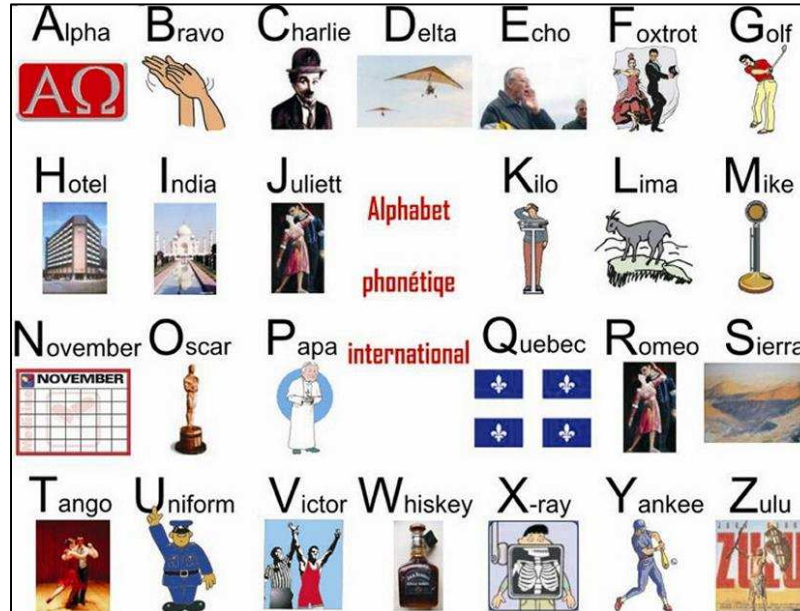 Alpha Bravo Charlie Delta Echo Foxtrot Golf
ΑΩ
Hotel India Juliett Kilo Lima Mike
Alphabet
phonétiqe
international
November Oscar Papa Quebec Romeo Sierra
NOVEMBER
Tango Uniform Victor Whiskey X-ray Yankee Zulu
ZULU